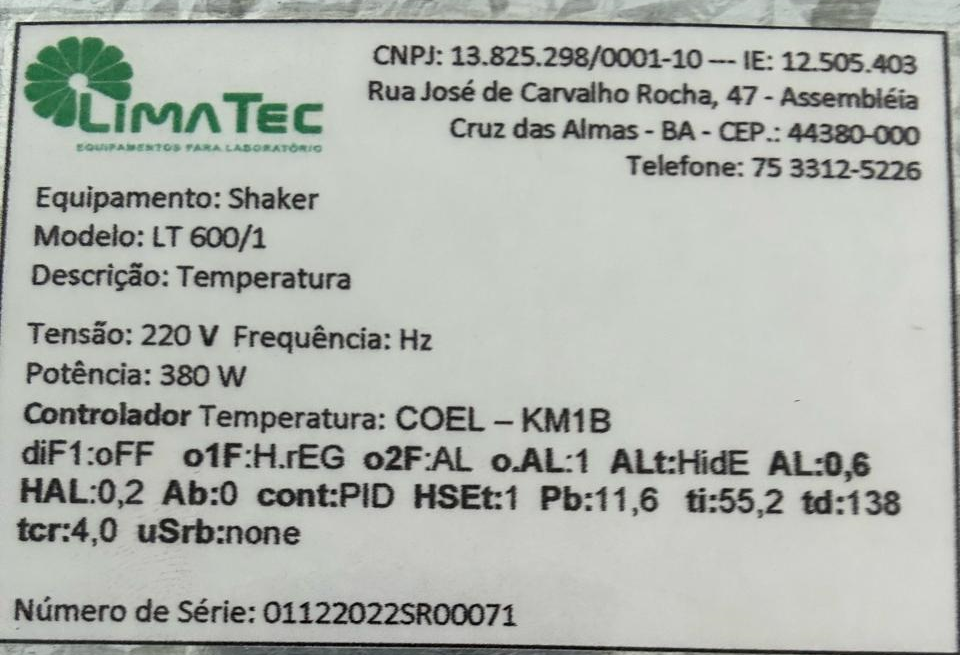 LIMATEC
EQUIPAMENTOS PARA LABORATÓRIO
CNPJ: 13.825.298/0001-10 --- IE: 12.505.403
Rua José de Carvalho Rocha, 47 - Assembléia
Cruz das Almas - BA - CEP.: 44380-000
Telefone: 75 3312-5226
Equipamento: Shaker
Modelo: LT 600/1
Descrição: Temperatura
Tensão: 220 V Frequência: Hz
Potência: 380 W
Controlador Temperatura: COEL – KM1B
diF1:oFF o1F:H.rEG o2F:AL o.AL:1 ALt:HidE AL:0,6
HAL:0,2 Ab:0 cont:PID HSEt:1 Pb:11,6 ti:55,2 td:138
tcr:4,0 uSrb:none
Número de Série: 01122022SR00071